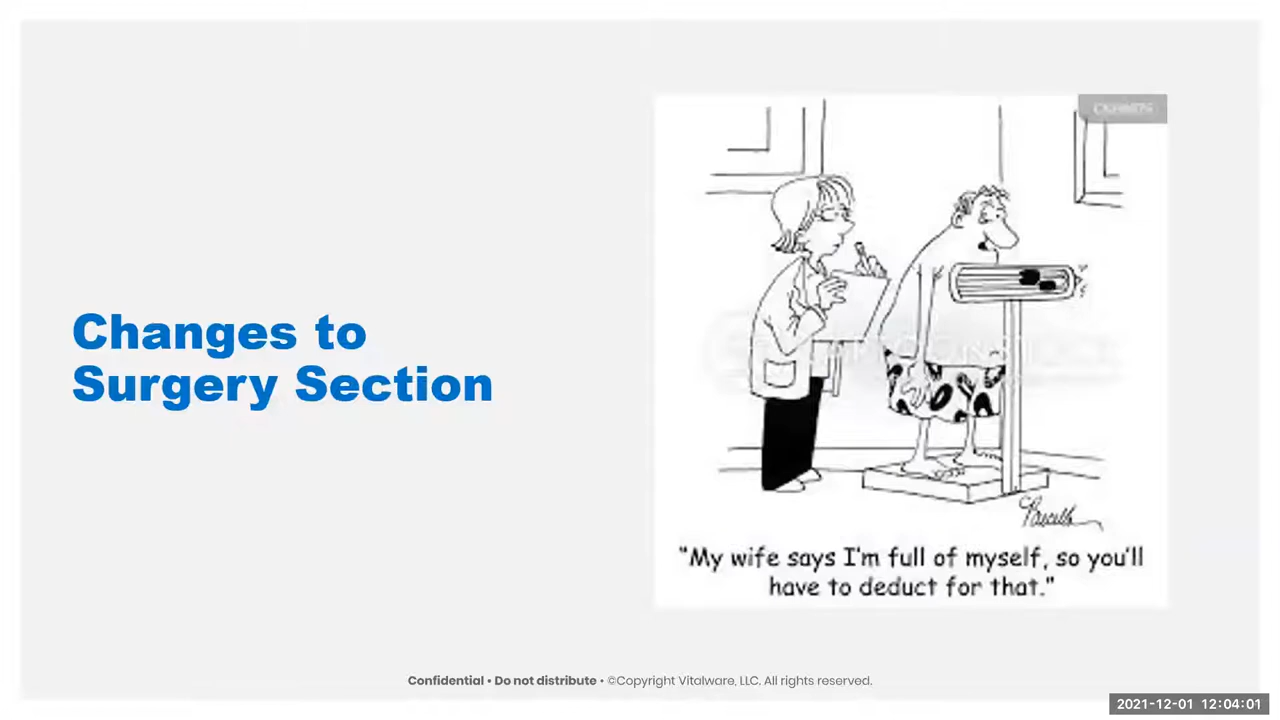 Changes to
Surgery Section
"My wife says I'm full of myself, so you'll
have to deduct for that."
Confidential • Do not distribute • ©Copyright Vitalware, LLC. All rights reserved.
2021-12-01 12:04:01